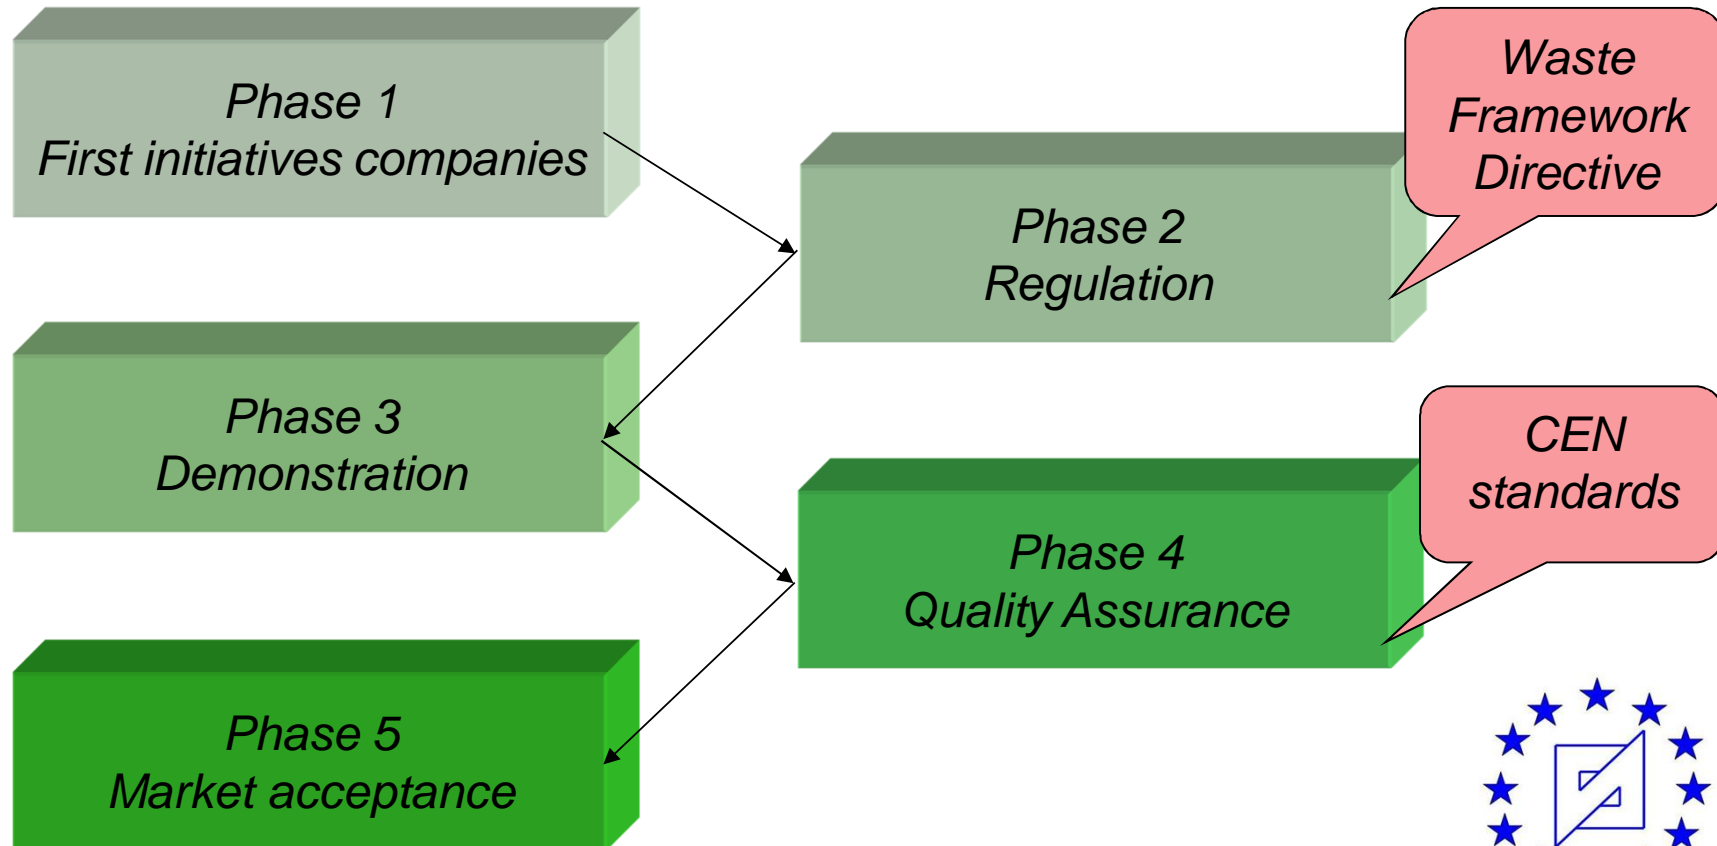 Phase 1
First initiatives companies
Waste
Framework
Directive
Phase 2
Regulation
Phase 3
Demonstration
CEN
standards
Phase 4
Quality Assurance
Phase 5
Market acceptance